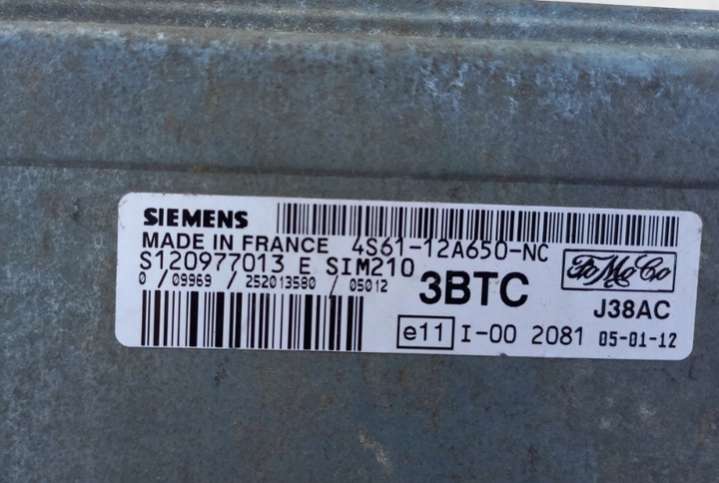 SIEMENS
MADE IN FRANCE 4S61-12A650-NC
S120977013 E SIM210
0 / 09969 / 252013580 / 05012
3BTC
FoMoCo
J38AC
e11 I-00 2081 05-01-12